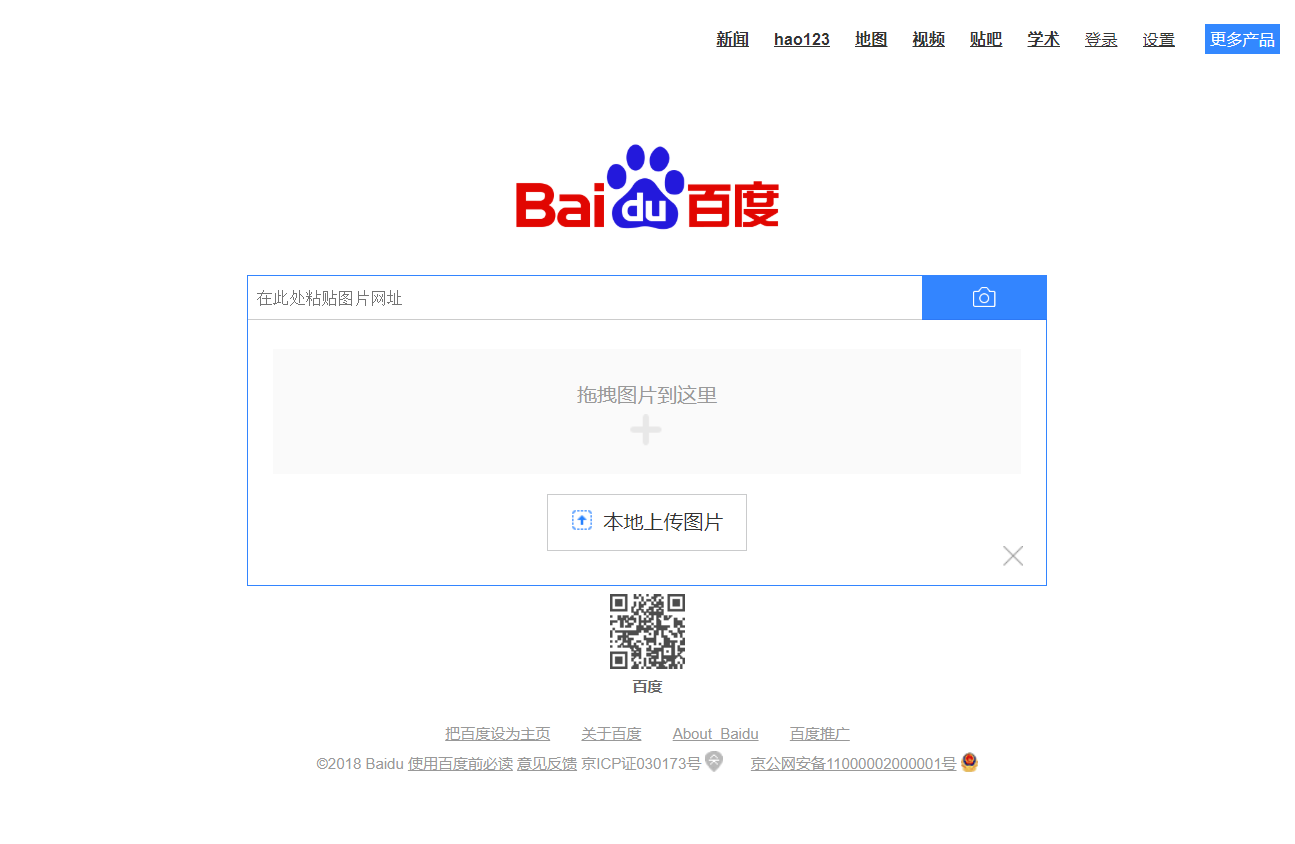 新闻 hao123 地图 视频 贴吧 学术 登录 设置 更多产品
Bai du 百度
在此处粘贴图片网址
拖拽图片到这里
本地上传图片
百度
把百度设为主页 关于百度 About Baidu 百度推广
©2018 Baidu 使用百度前必读 意见反馈 京ICP证030173号 京公网安备11000002000001号